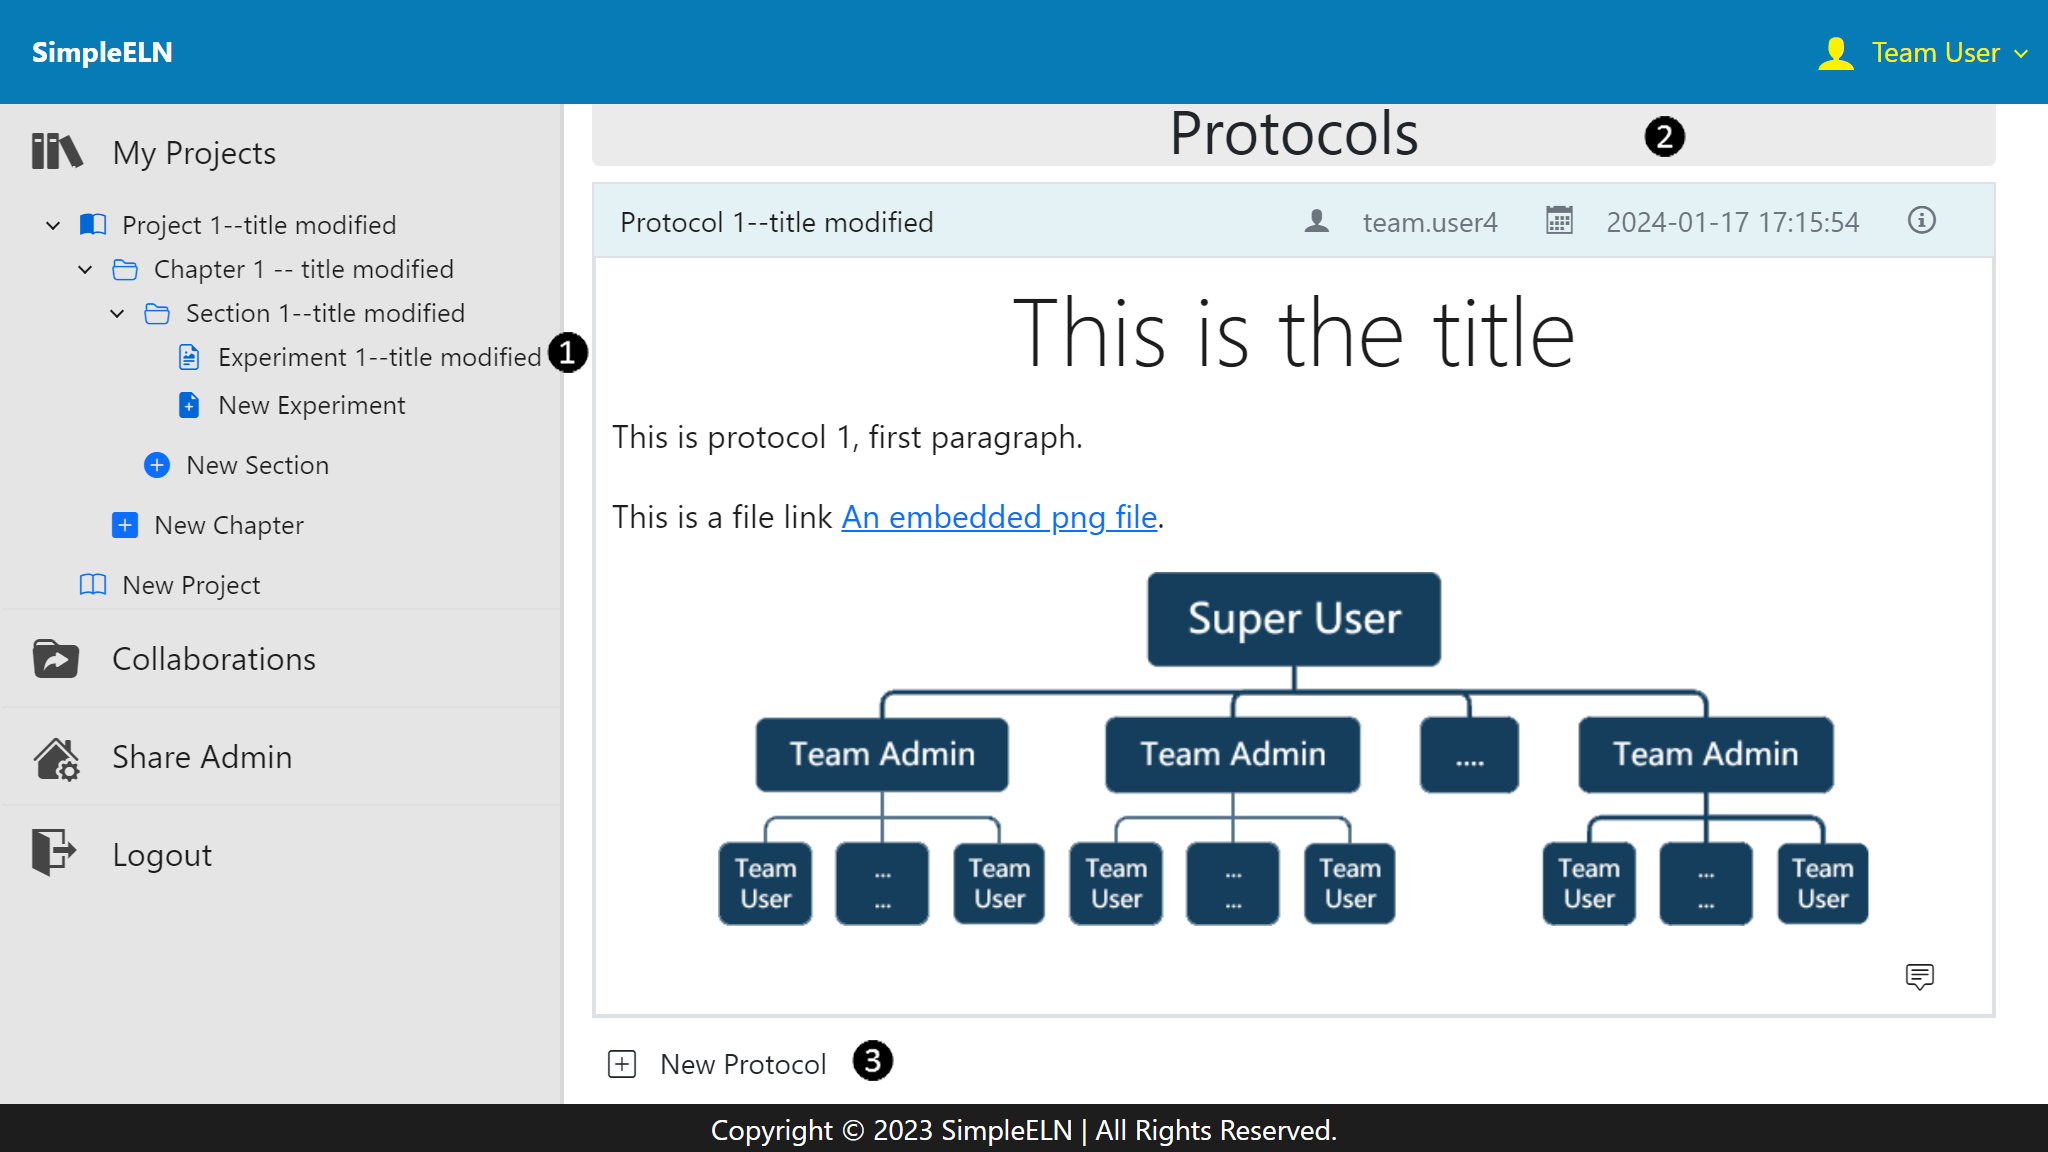 SimpleELN
Team User
My Projects
Project 1--title modified
Chapter 1 -- title modified
Section 1--title modified
Experiment 1--title modified 1
New Experiment
New Section
New Chapter
New Project
Collaborations
Share Admin
Logout
Protocols 2
Protocol 1--title modified team.user4 2024-01-17 17:15:54
This is the title
This is protocol 1, first paragraph.
This is a file link An embedded png file.
Super User
Team Admin Team Admin .... Team Admin
Team ... Team Team ... Team Team ... Team
User ... User User ... User User ... User
New Protocol 3
Copyright © 2023 SimpleELN | All Rights Reserved.